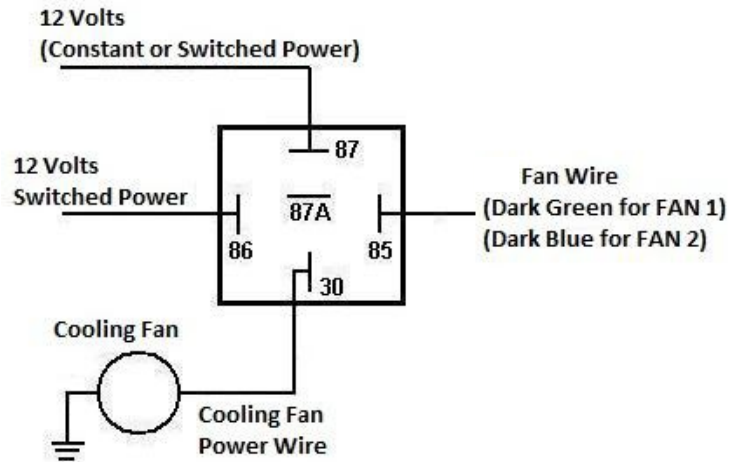 12 Volts
(Constant or Switched Power)
87
12 Volts
Switched Power
87A
86
85
30
Fan Wire
(Dark Green for FAN 1)
(Dark Blue for FAN 2)
Cooling Fan
Cooling Fan
Power Wire